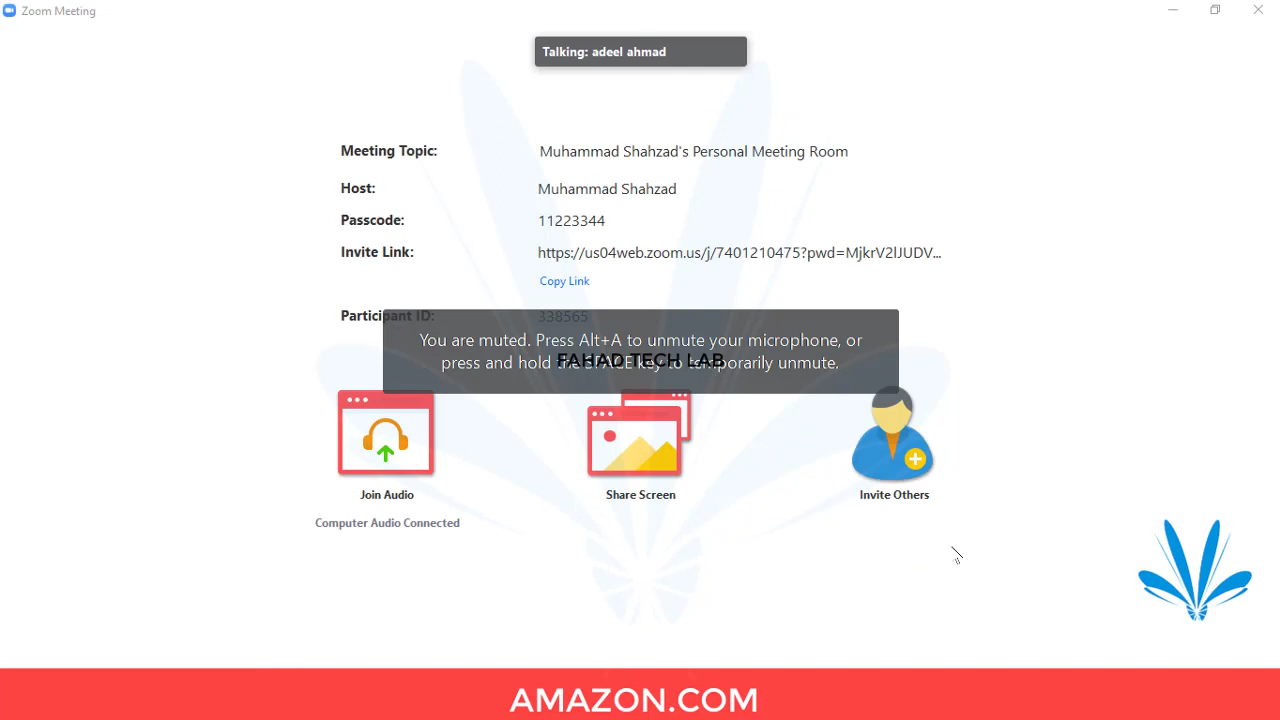 Zoom Meeting
Talking: adeel ahmad
Meeting Topic: Muhammad Shahzad's Personal Meeting Room
Host: Muhammad Shahzad
Passcode: 11223344
Invite Link: https://us04web.zoom.us/j/7401210475?pwd=MjkrV2lJUDV...
Copy Link
Participant ID: 338565
You are muted. Press Alt+A to unmute your microphone, or
press and hold the SPACE key to temporarily unmute.
FAHAD TECH LAB
Join Audio
Share Screen
Invite Others
Computer Audio Connected
AMAZON.COM